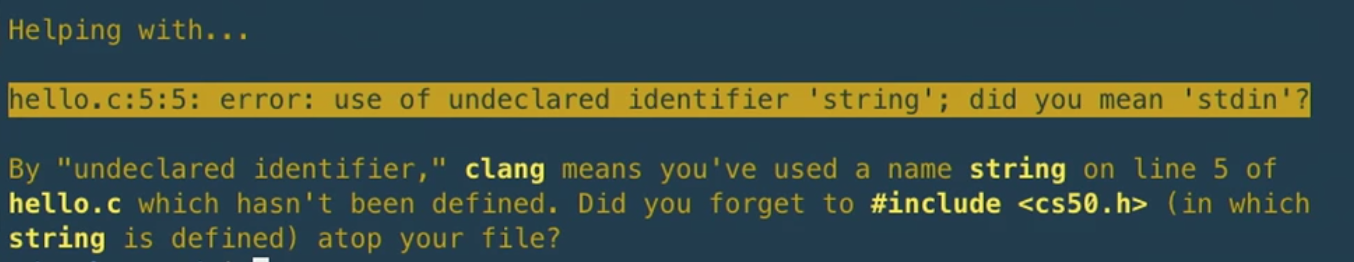 Helping with...
hello.c:5:5: error: use of undeclared identifier 'string'; did you mean 'stdin'?
By "undeclared identifier," clang means you've used a name string on line 5 of
hello.c which hasn't been defined. Did you forget to #include <cs50.h> (in which
string is defined) atop your file?